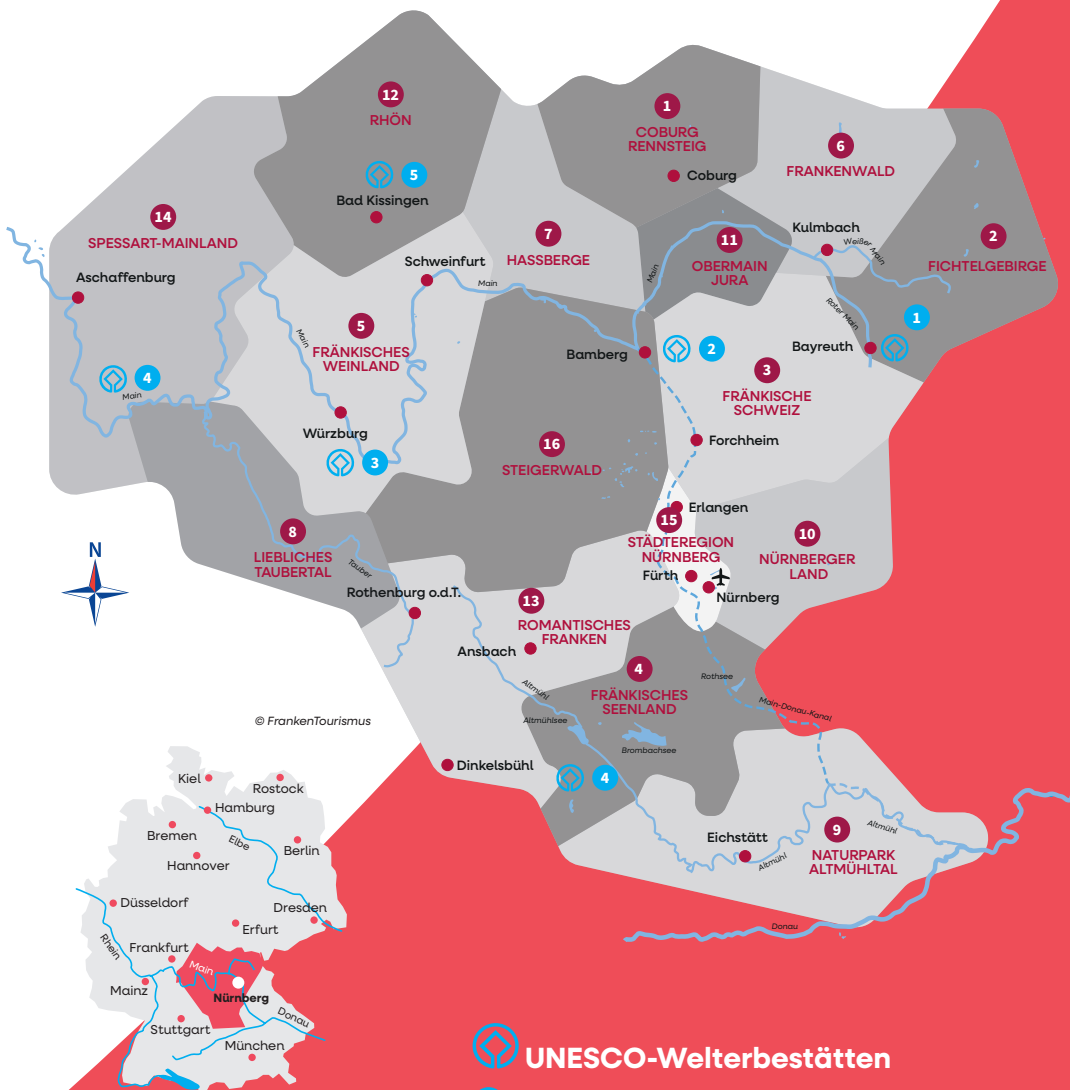 12
RHÖN
1
COBURG
RENNSTEIG
Coburg
6
FRANKENWALD
5
Bad Kissingen
14
SPESSART-MAINLAND
7
HASSBERGE
11
OBERMAIN
JURA
Kulmbach
Weißer Main
2
FICHTELGEBIRGE
Aschaffenburg
Schweinfurt
Main
Main
Main
Roter Main
1
5
FRÄNKISCHES
WEINLAND
Bamberg
2
Bayreuth
4
Main
3
FRÄNKISCHE
SCHWEIZ
Würzburg
3
16
STEIGERWALD
Forchheim
Erlangen
15
STÄDTEREGION
NÜRNBERG
Fürth
Nürnberg
10
NÜRNBERGER
LAND
8
LIEBLICHES
TAUBERTAL
Tauber
N
Rothenburg o.d.T.
13
ROMANTISCHES
FRANKEN
Ansbach
4
FRÄNKISCHES
SEENLAND
Rothsee
Altmühl
Altmühlsee
Brombachsee
Main-Donau-Kanal
© FrankenTourismus
Dinkelsbühl
4
Eichstätt
Altmühl
9
NATURPARK
ALTMÜHLTAL
Altmühl
Donau
Kiel
Rostock
Hamburg
Bremen
Elbe
Berlin
Hannover
Düsseldorf
Dresden
Erfurt
Rhein
Frankfurt
Main
Mainz
Nürnberg
Stuttgart
Donau
München
UNESCO-Welterbestätten